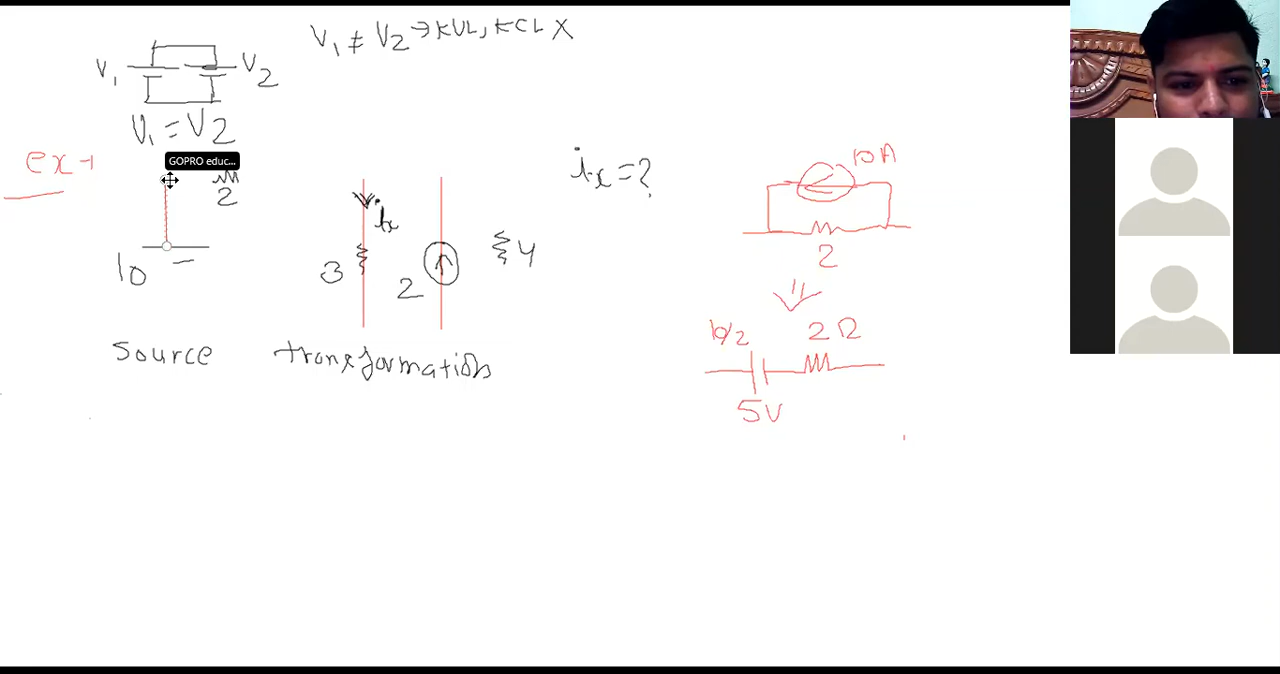 V1 ≠ V2 → KVL, KCL X
V1 V2
V1 = V2
ex-1
GOPRO educ...
2
ix
ix = ?
10A
2
10
3
2
4
10/2 2Ω
5V
Source transformation